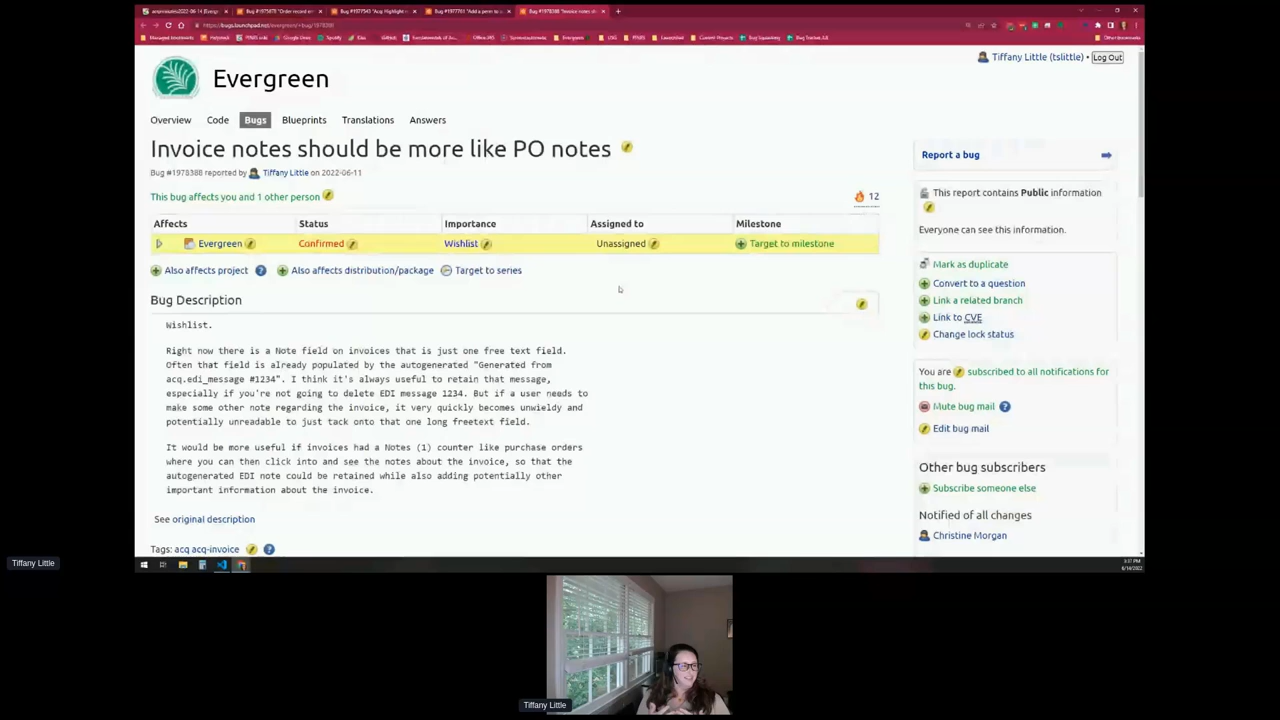 Bug #1978388 "Invoice notes sh
Tiffany Little (tslittle) • Log Out
Evergreen
Overview Code Bugs Blueprints Translations Answers
Invoice notes should be more like PO notes
Bug #1978388 reported by Tiffany Little on 2022-06-11
This bug affects you and 1 other person
12
Affects Status Importance Assigned to Milestone
Evergreen Confirmed Wishlist Unassigned Target to milestone
Also affects project Also affects distribution/package Target to series
Bug Description
Wishlist.
Right now there is a Note field on invoices that is just one free text field.
Often that field is already populated by the autogenerated "Generated from
acq.edi_message #1234". I think it's always useful to retain that message,
especially if you're not going to delete EDI message 1234. But if a user needs to
make some other note regarding the invoice, it very quickly becomes unwieldy and
potentially unreadable to just tack onto that one long freetext field.
It would be more useful if invoices had a Notes (1) counter like purchase orders
where you can then click into and see the notes about the invoice, so that the
autogenerated EDI note could be retained while also adding potentially other
important information about the invoice.
See original description
Tags: acq acq-invoice
Report a bug
This report contains Public information
Everyone can see this information.
Mark as duplicate
Convert to a question
Link a related branch
Link to CVE
Change lock status
You are subscribed to all notifications for
this bug.
Mute bug mail
Edit bug mail
Other bug subscribers
Subscribe someone else
Notified of all changes
Christine Morgan
3:37 PM
6/14/2022
Tiffany Little
Tiffany Little